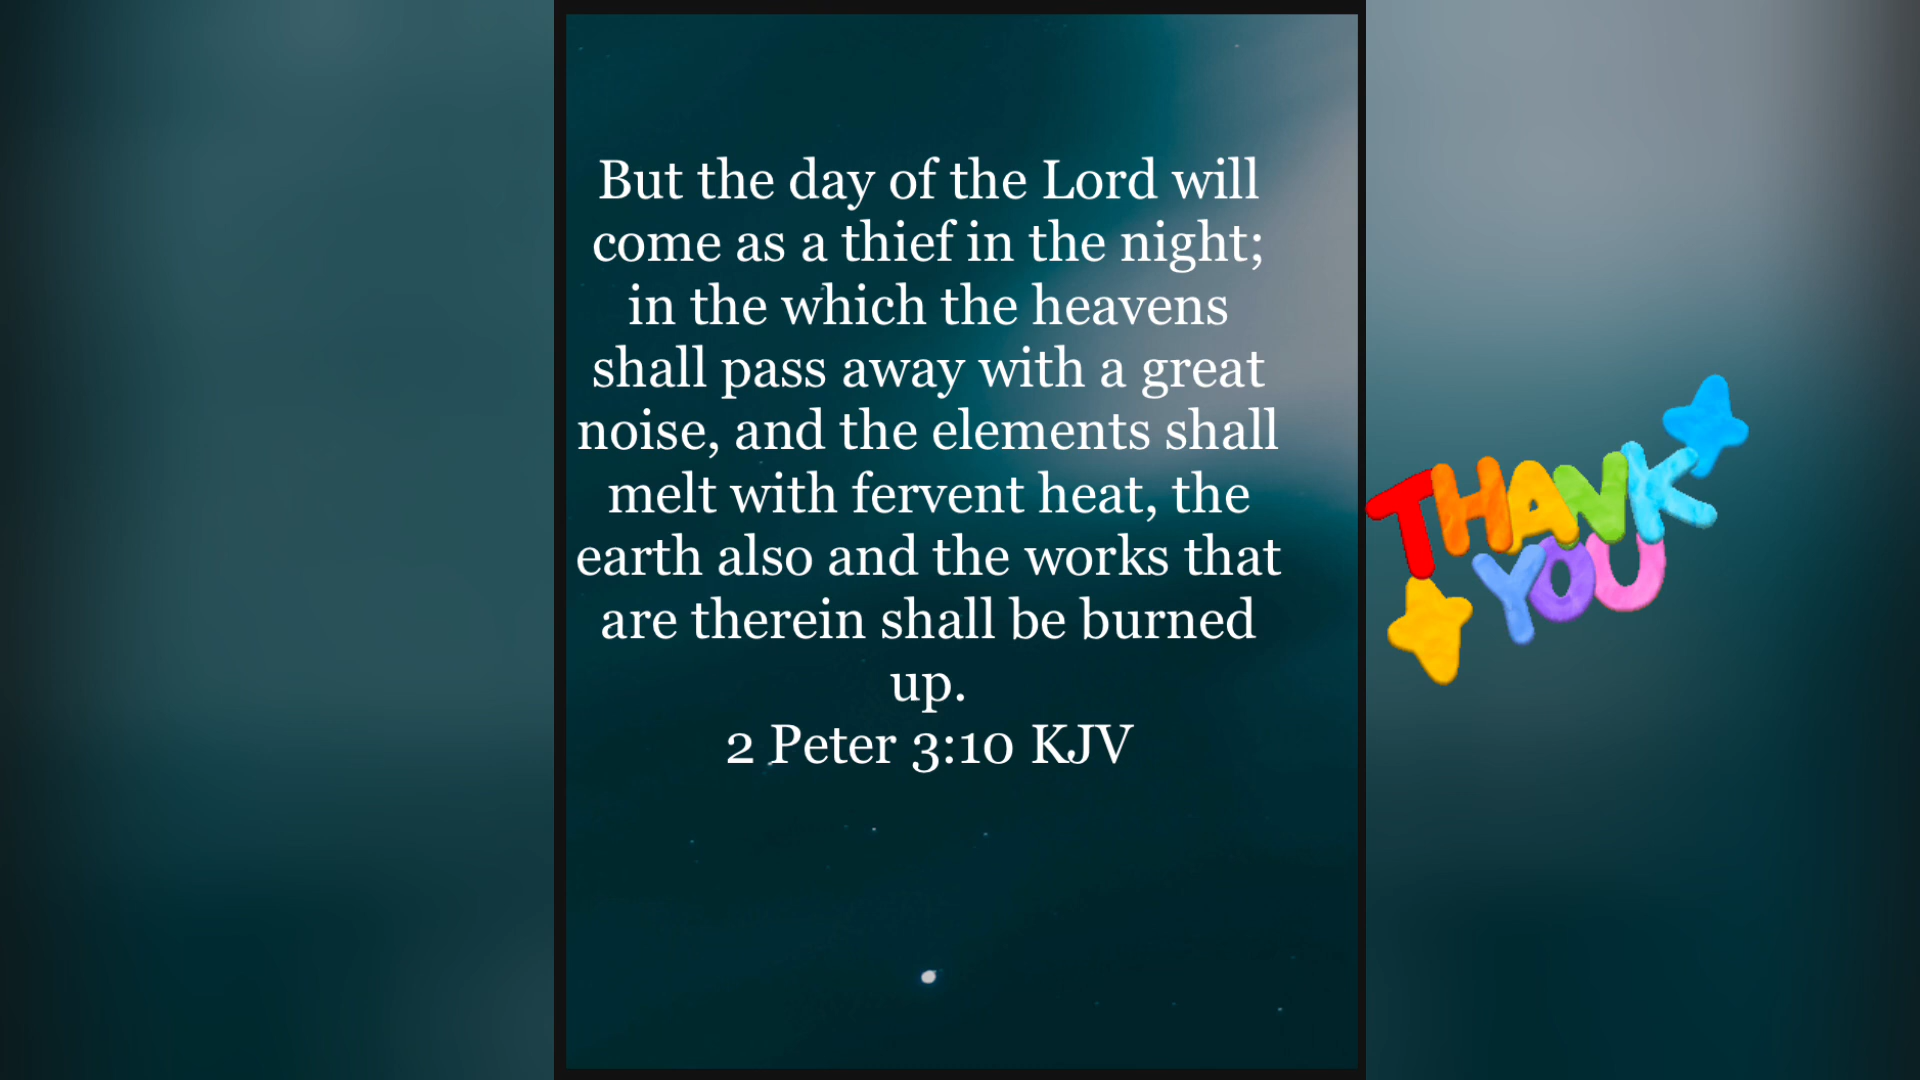 But the day of the Lord will
come as a thief in the night;
in the which the heavens
shall pass away with a great
noise, and the elements shall
melt with fervent heat, the
earth also and the works that
are therein shall be burned
up.
2 Peter 3:10 KJV
THANK
YOU